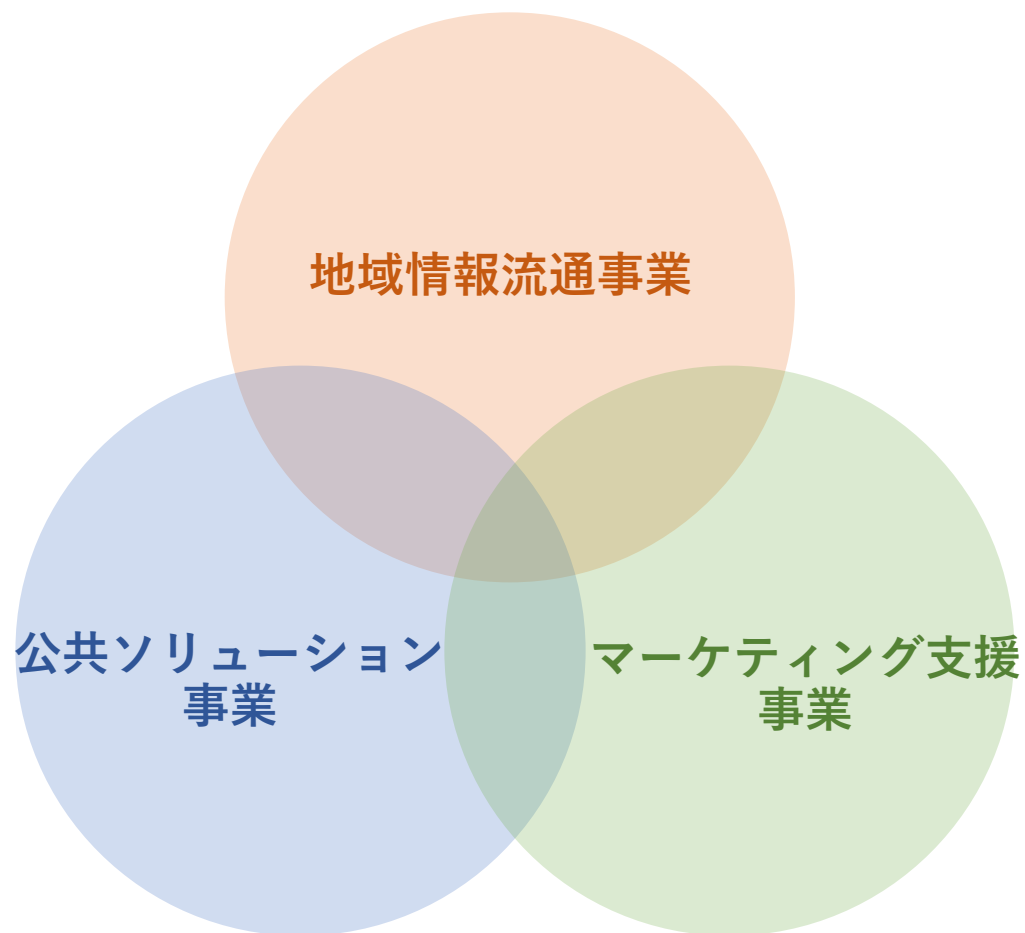 地域情報流通事業
公共ソリューション
事業
マーケティング支援
事業